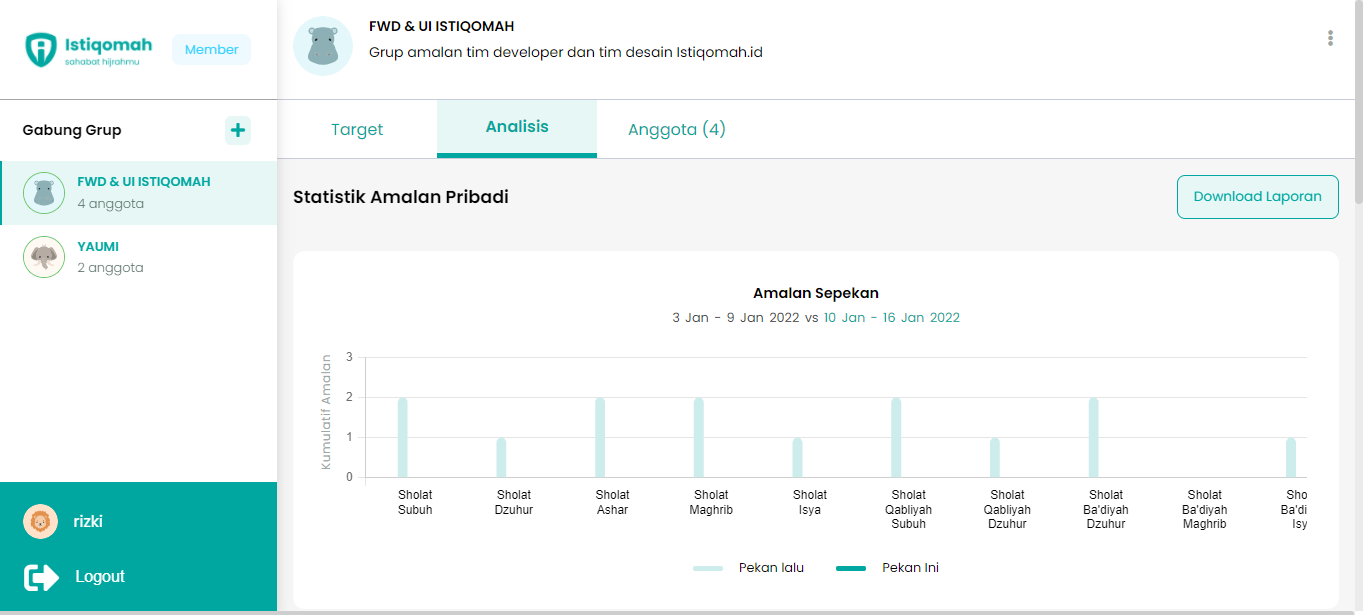 Istiqomah
sahabat hijrahmu
Member
Gabung Grup
FWD & UI ISTIQOMAH
4 anggota
YAUMI
2 anggota
rizki
Logout
FWD & UI ISTIQOMAH
Grup amalan tim developer dan tim desain Istiqomah.id
Target
Analisis
Anggota (4)
Statistik Amalan Pribadi
Download Laporan
Amalan Sepekan
3 Jan - 9 Jan 2022 vs 10 Jan - 16 Jan 2022
Kumulatif Amalan
3
2
1
0
Sholat
Subuh
Sholat
Dzuhur
Sholat
Ashar
Sholat
Maghrib
Sholat
Isya
Sholat
Qabliyah
Subuh
Sholat
Qabliyah
Dzuhur
Sholat
Ba'diyah
Dzuhur
Sholat
Ba'diyah
Maghrib
Sho
Ba'di
Isy
Pekan lalu
Pekan Ini